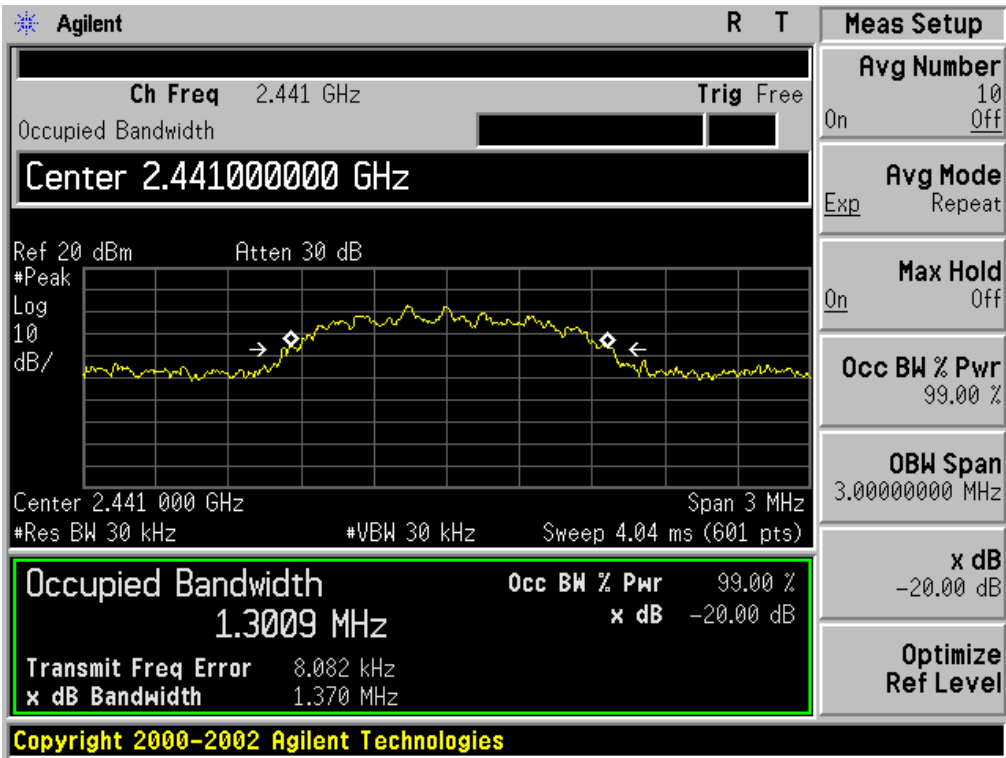 Agilent R T
Ch Freq 2.441 GHz Trig Free
Occupied Bandwidth
Center 2.441000000 GHz
Ref 20 dBm Atten 30 dB
#Peak
Log
10
dB/
Center 2.441 000 GHz Span 3 MHz
#Res BW 30 kHz #VBW 30 kHz Sweep 4.04 ms (601 pts)
Occupied Bandwidth Occ BW % Pwr 99.00 %
1.3009 MHz x dB -20.00 dB
Transmit Freq Error 8.082 kHz
x dB Bandwidth 1.370 MHz
Copyright 2000-2002 Agilent Technologies
Meas Setup
Avg Number
10
On Off
Avg Mode
Exp Repeat
Max Hold
On Off
Occ BW % Pwr
99.00 %
OBW Span
3.00000000 MHz
x dB
-20.00 dB
Optimize
Ref Level